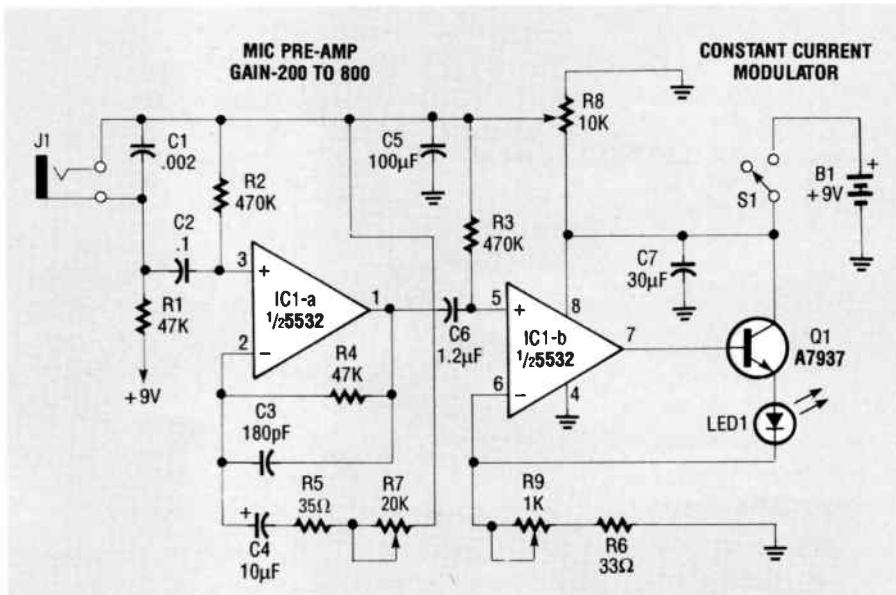 MIC PRE-AMP
GAIN-200 TO 800
CONSTANT CURRENT
MODULATOR
J1
C1
.002
R2
470K
C5
100µF
R8
10K
S1
B1
+9V
+
C2
.1
R3
470K
C7
30µF
3
+
IC1-a
1/25532
1
2
−
R1
47K
+9V
C6
1.2µF
5
+
IC1-b
1/25532
8
7
6
−
4
Q1
A7937
R4
47K
C3
180pF
LED1
+
C4
10µF
R5
35Ω
R7
20K
R9
1K
R6
33Ω